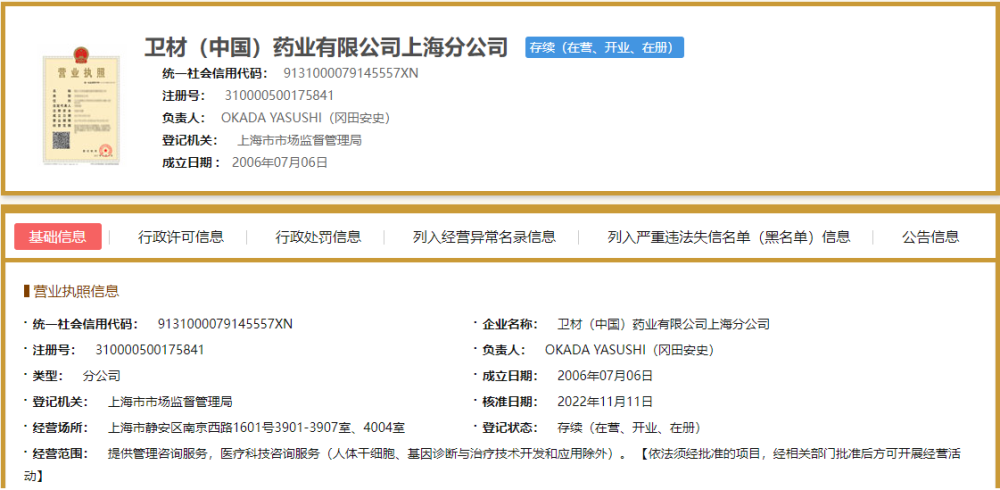 卫材（中国）药业有限公司上海分公司 存续（在营、开业、在册）
营业执照
统一社会信用代码： 9131000079145557XN
注册号： 310000500175841
负责人： OKADA YASUSHI（冈田安史）
登记机关： 上海市市场监督管理局
成立日期： 2006年07月06日
基础信息 行政许可信息 行政处罚信息 列入经营异常名录信息 列入严重违法失信名单（黑名单）信息 公告信息
营业执照信息
· 统一社会信用代码： 9131000079145557XN · 企业名称： 卫材（中国）药业有限公司上海分公司
· 注册号： 310000500175841 · 负责人： OKADA YASUSHI（冈田安史）
· 类型： 分公司 · 成立日期： 2006年07月06日
· 登记机关： 上海市市场监督管理局 · 核准日期： 2022年11月11日
· 经营场所： 上海市静安区南京西路1601号3901-3907室、4004室 · 登记状态： 存续（在营、开业、在册）
· 经营范围： 提供管理咨询服务，医疗科技咨询服务（人体干细胞、基因诊断与治疗技术开发和应用除外）。 【依法须经批准的项目，经相关部门批准后方可开展经营活
动】